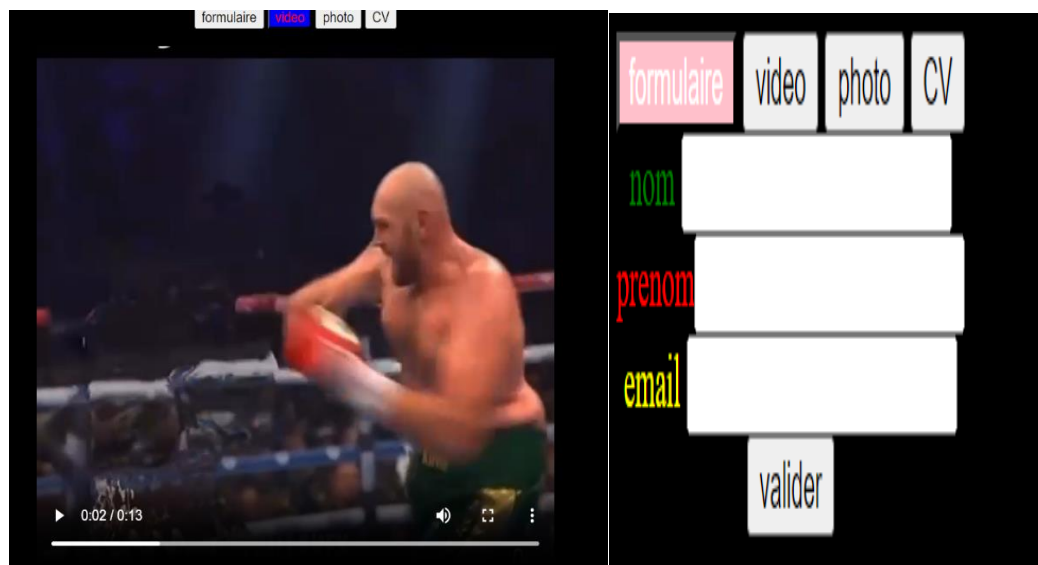 formulaire video photo CV
0:02 / 0:13
formulaire video photo CV
nom
prenom
email
valider